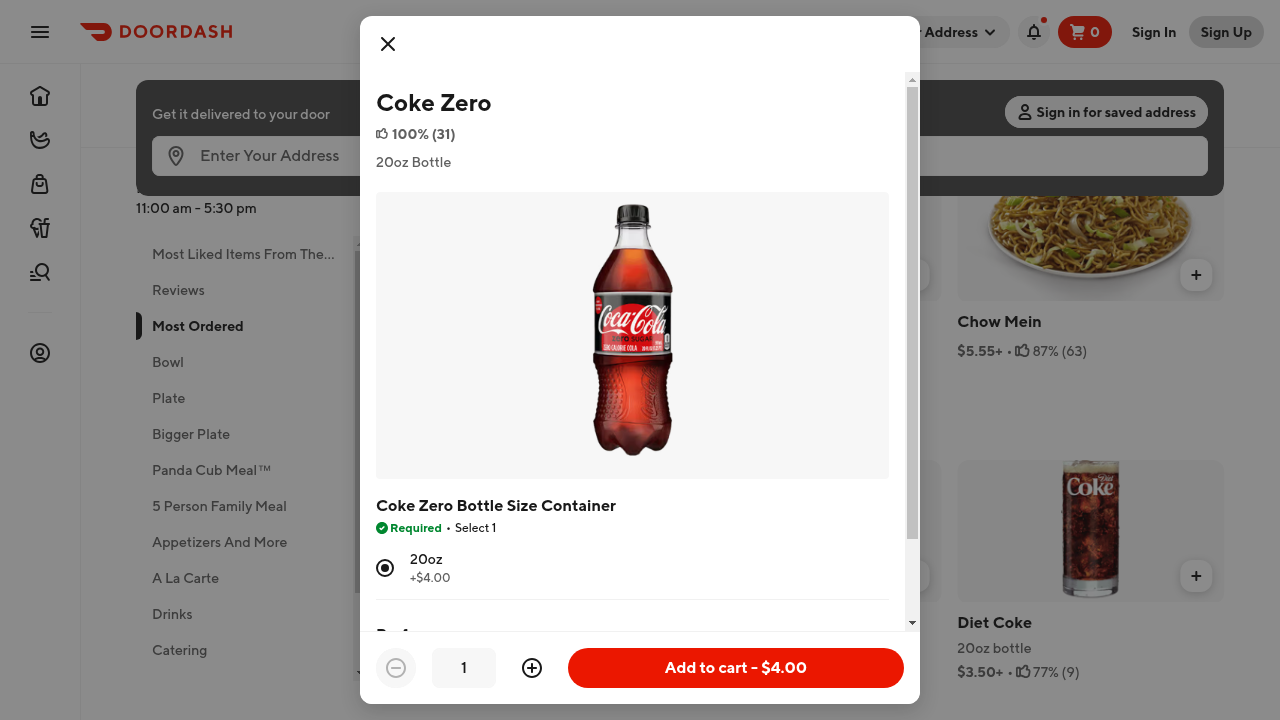 DOORDASH
Address
0
Sign In
Sign Up
Get it delivered to your door
Sign in for saved address
Enter Your Address
11:00 am - 5:30 pm
Most Liked Items From The...
Reviews
Most Ordered
Bowl
Plate
Bigger Plate
Panda Cub Meal™
5 Person Family Meal
Appetizers And More
A La Carte
Drinks
Catering
Coke Zero
100% (31)
20oz Bottle
Coca-Cola
ZERO SUGAR
Coke Zero Bottle Size Container
Required • Select 1
20oz
+$4.00
1
Add to cart - $4.00
Chow Mein
$5.55+ • 87% (63)
Diet
Coke
Diet Coke
20oz bottle
$3.50+ • 77% (9)